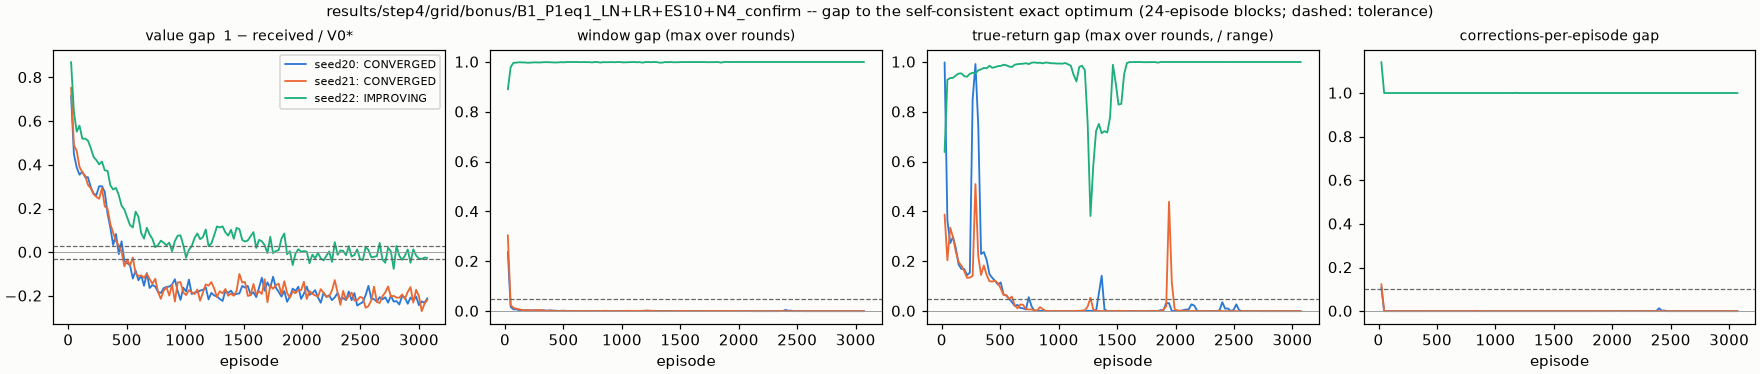 results/step4/grid/bonus/B1_P1eq1_LN+LR+ES10+N4_confirm -- gap to the self-consistent exact optimum (24-episode blocks; dashed: tolerance)
value gap 1 − received / V0*
0.8
0.6
0.4
0.2
0.0
−0.2
0 500 1000 1500 2000 2500 3000
episode
seed20: CONVERGED
seed21: CONVERGED
seed22: IMPROVING
window gap (max over rounds)
1.0
0.8
0.6
0.4
0.2
0.0
0 500 1000 1500 2000 2500 3000
episode
true-return gap (max over rounds, / range)
1.0
0.8
0.6
0.4
0.2
0.0
0 500 1000 1500 2000 2500 3000
episode
corrections-per-episode gap
1.0
0.8
0.6
0.4
0.2
0.0
0 500 1000 1500 2000 2500 3000
episode